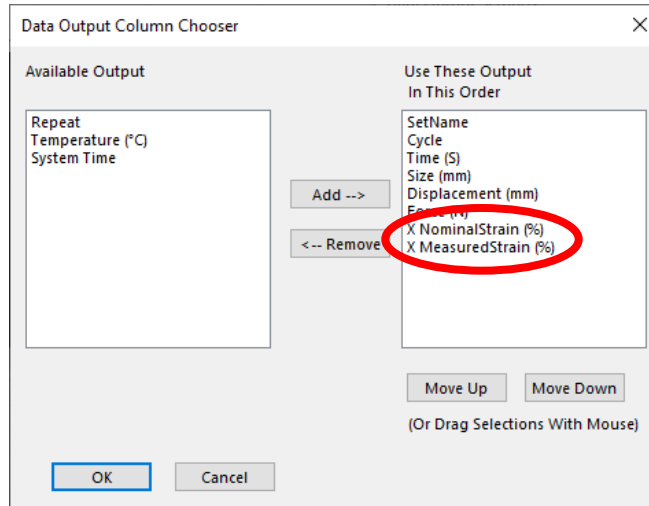 Data Output Column Chooser
Available Output
Use These Output
In This Order
Repeat
Temperature (°C)
System Time
Add -->
<-- Remove
SetName
Cycle
Time (S)
Size (mm)
Displacement (mm)
Force (N)
X NominalStrain (%)
X MeasuredStrain (%)
Move Up
Move Down
(Or Drag Selections With Mouse)
OK
Cancel